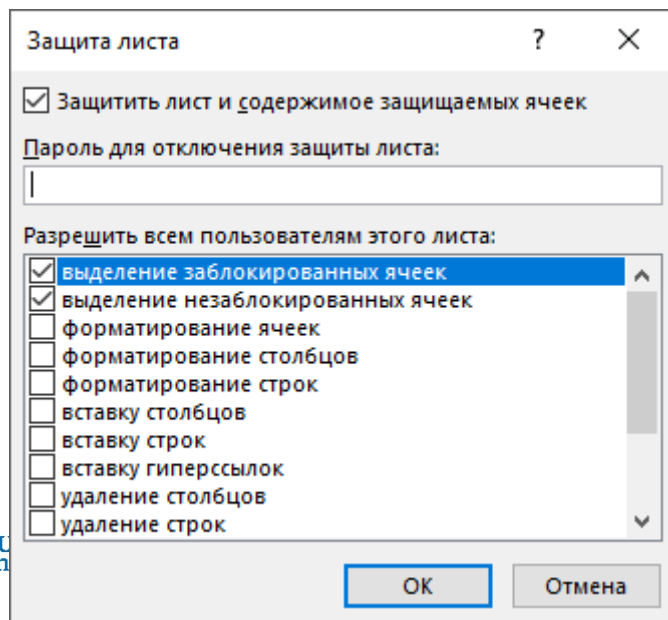 Защита листа
Защитить лист и содержимое защищаемых ячеек
Пароль для отключения защиты листа:
Разрешить всем пользователям этого листа:
выделение заблокированных ячеек
выделение незаблокированных ячеек
форматирование ячеек
форматирование столбцов
форматирование строк
вставку столбцов
вставку строк
вставку гиперссылок
удаление столбцов
удаление строк
ОК
Отмена